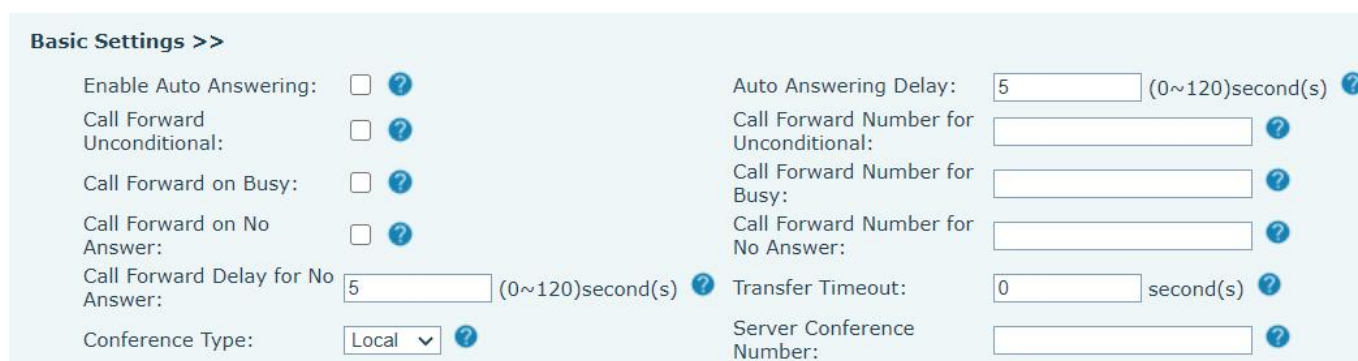 Basic Settings >>
Enable Auto Answering:
Auto Answering Delay: 5 (0~120)second(s)
Call Forward
Unconditional:
Call Forward Number for
Unconditional:
Call Forward on Busy:
Call Forward Number for
Busy:
Call Forward on No
Answer:
Call Forward Number for
No Answer:
Call Forward Delay for No
Answer:
5 (0~120)second(s)
Transfer Timeout: 0 second(s)
Conference Type: Local
Server Conference
Number: